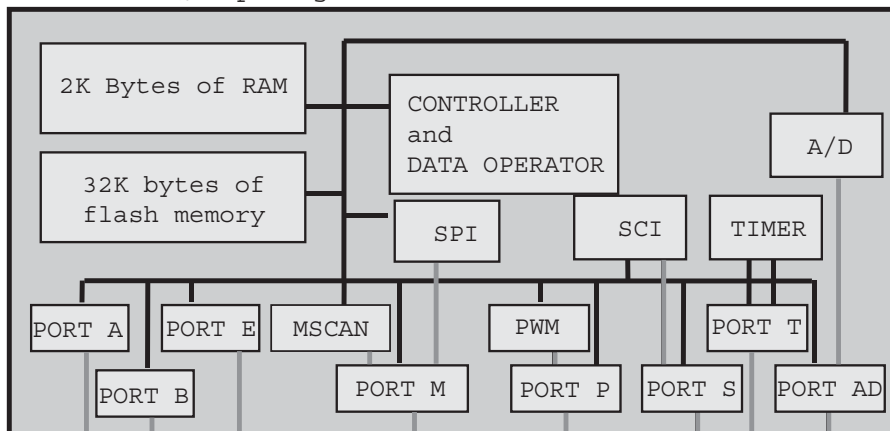 2K Bytes of RAM
CONTROLLER
and
DATA OPERATOR
A/D
32K bytes of
flash memory
SPI
SCI
TIMER
PORT A
PORT E
MSCAN
PWM
PORT T
PORT B
PORT M
PORT P
PORT S
PORT AD